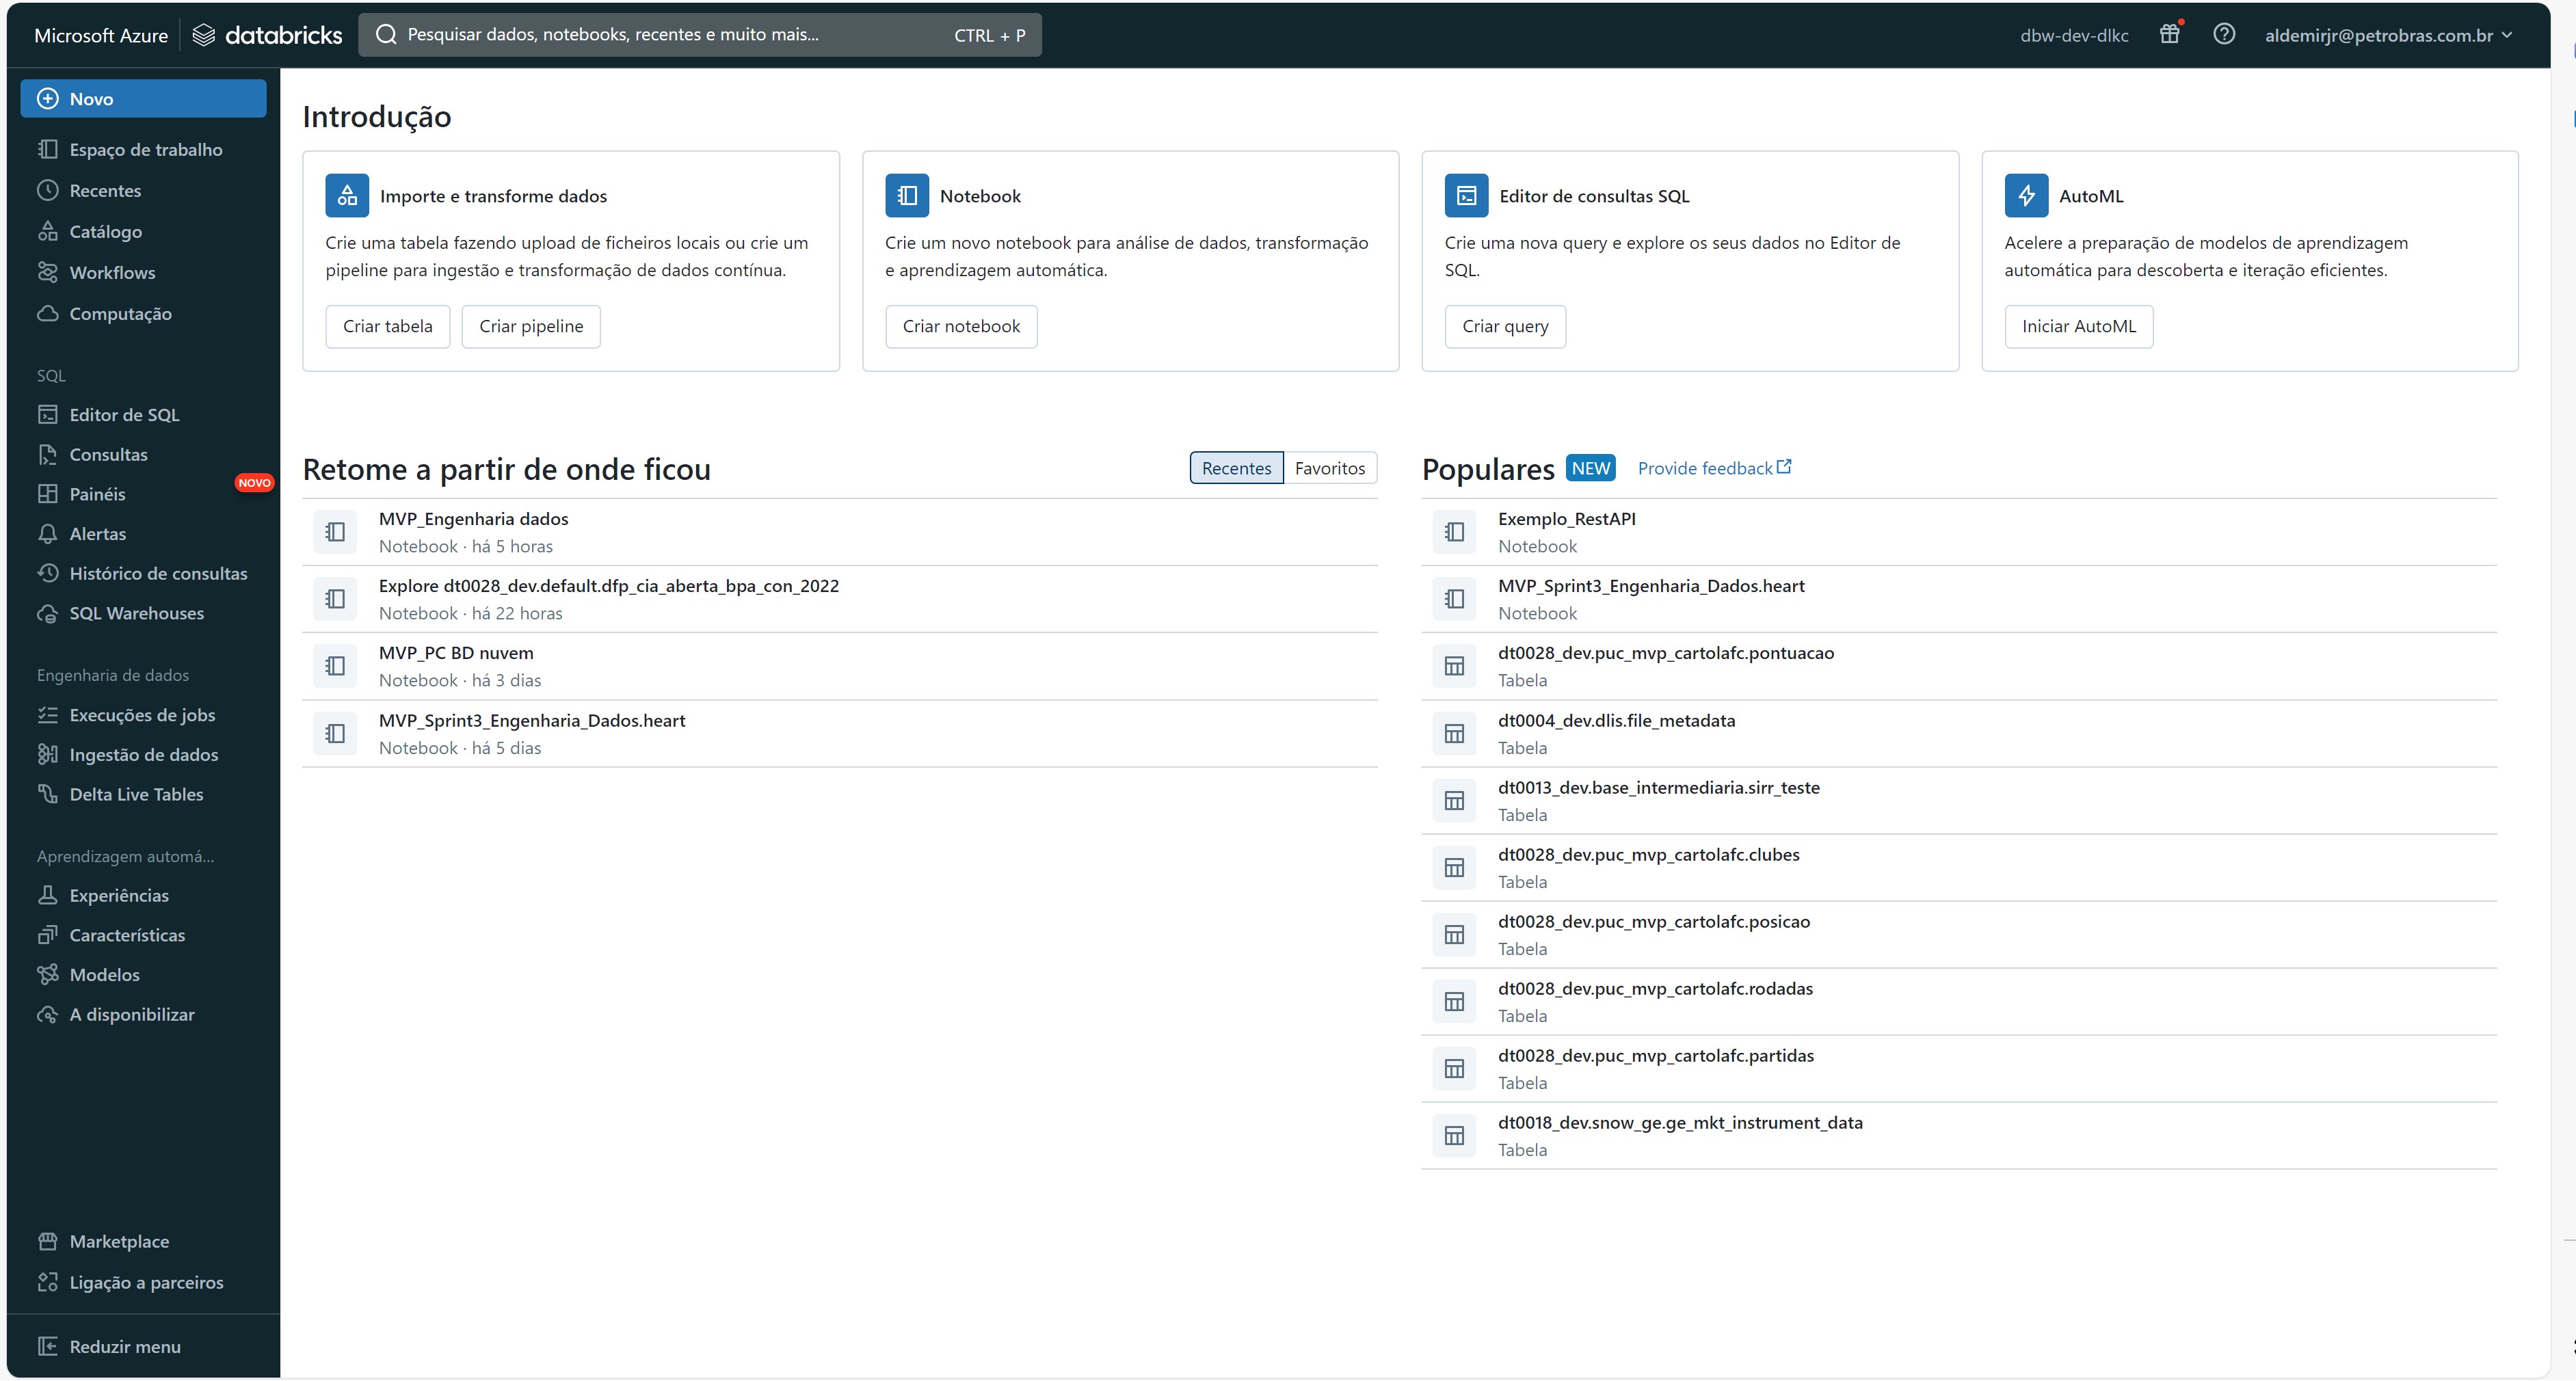 Microsoft Azure
databricks
Pesquisar dados, notebooks, recentes e muito mais...
CTRL + P
dbw-dev-dlkc
aldemirjr@petrobras.com.br
Novo
Espaço de trabalho
Recentes
Catálogo
Workflows
Computação
SQL
Editor de SQL
Consultas
Painéis
NOVO
Alertas
Histórico de consultas
SQL Warehouses
Engenharia de dados
Execuções de jobs
Ingestão de dados
Delta Live Tables
Aprendizagem automá...
Experiências
Características
Modelos
A disponibilizar
Marketplace
Ligação a parceiros
Reduzir menu
Introdução
Importe e transforme dados
Crie uma tabela fazendo upload de ficheiros locais ou crie um
pipeline para ingestão e transformação de dados contínua.
Criar tabela
Criar pipeline
Notebook
Crie um novo notebook para análise de dados, transformação
e aprendizagem automática.
Criar notebook
Editor de consultas SQL
Crie uma nova query e explore os seus dados no Editor de
SQL.
Criar query
AutoML
Acelere a preparação de modelos de aprendizagem
automática para descoberta e iteração eficientes.
Iniciar AutoML
Retome a partir de onde ficou
Recentes
Favoritos
MVP_Engenharia dados
Notebook · há 5 horas
Explore dt0028_dev.default.dfp_cia_aberta_bpa_con_2022
Notebook · há 22 horas
MVP_PC BD nuvem
Notebook · há 3 dias
MVP_Sprint3_Engenharia_Dados.heart
Notebook · há 5 dias
Populares
NEW
Provide feedback
Exemplo_RestAPI
Notebook
MVP_Sprint3_Engenharia_Dados.heart
Notebook
dt0028_dev.puc_mvp_cartolafc.pontuacao
Tabela
dt0004_dev.dlis.file_metadata
Tabela
dt0013_dev.base_intermediaria.sirr_teste
Tabela
dt0028_dev.puc_mvp_cartolafc.clubes
Tabela
dt0028_dev.puc_mvp_cartolafc.posicao
Tabela
dt0028_dev.puc_mvp_cartolafc.rodadas
Tabela
dt0028_dev.puc_mvp_cartolafc.partidas
Tabela
dt0018_dev.snow_ge.ge_mkt_instrument_data
Tabela